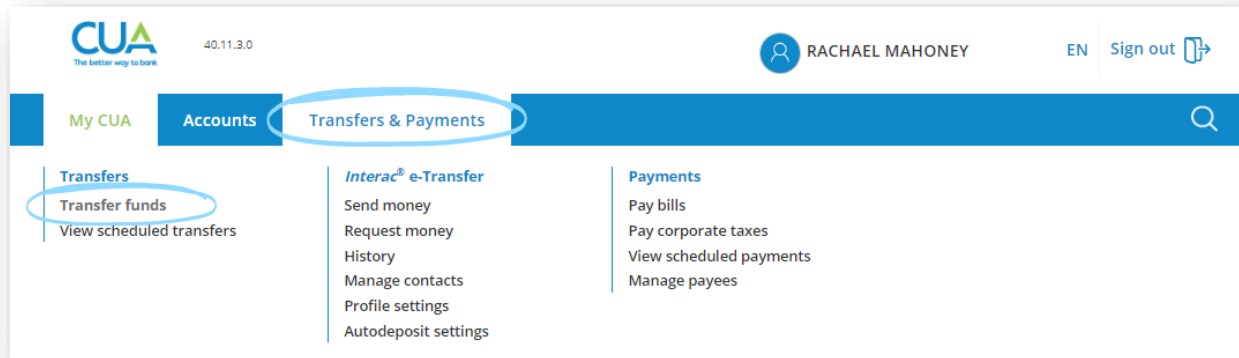 CUA
The better way to bank
40.11.3.0
RACHAEL MAHONEY
EN
Sign out
My CUA
Accounts
Transfers & Payments
Transfers
Transfer funds
View scheduled transfers
Interac® e-Transfer
Send money
Request money
History
Manage contacts
Profile settings
Autodeposit settings
Payments
Pay bills
Pay corporate taxes
View scheduled payments
Manage payees